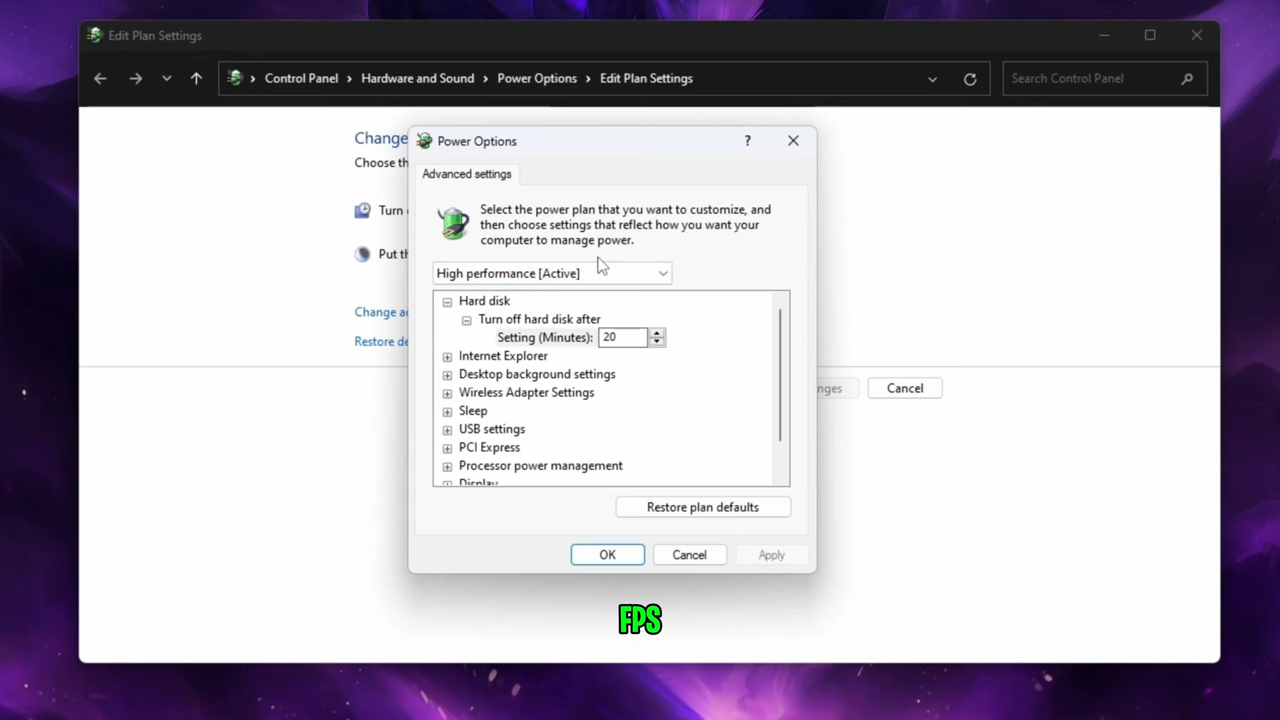 Edit Plan Settings
Control Panel > Hardware and Sound > Power Options > Edit Plan Settings
Search Control Panel
Change
Choose th
Turn o
Put th
Change ad
Restore de
nges
Cancel
Power Options
?
Advanced settings
Select the power plan that you want to customize, and
then choose settings that reflect how you want your
computer to manage power.
High performance [Active]
Hard disk
Turn off hard disk after
Setting (Minutes): 20
Internet Explorer
Desktop background settings
Wireless Adapter Settings
Sleep
USB settings
PCI Express
Processor power management
Display
Restore plan defaults
OK
Cancel
Apply
FPS